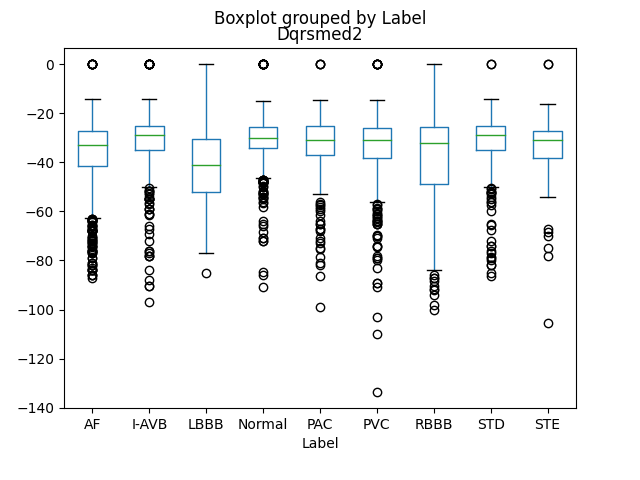 Boxplot grouped by Label
Dqrsmed2
0
−20
−40
−60
−80
−100
−120
−140
AF I-AVB LBBB Normal PAC PVC RBBB STD STE
Label